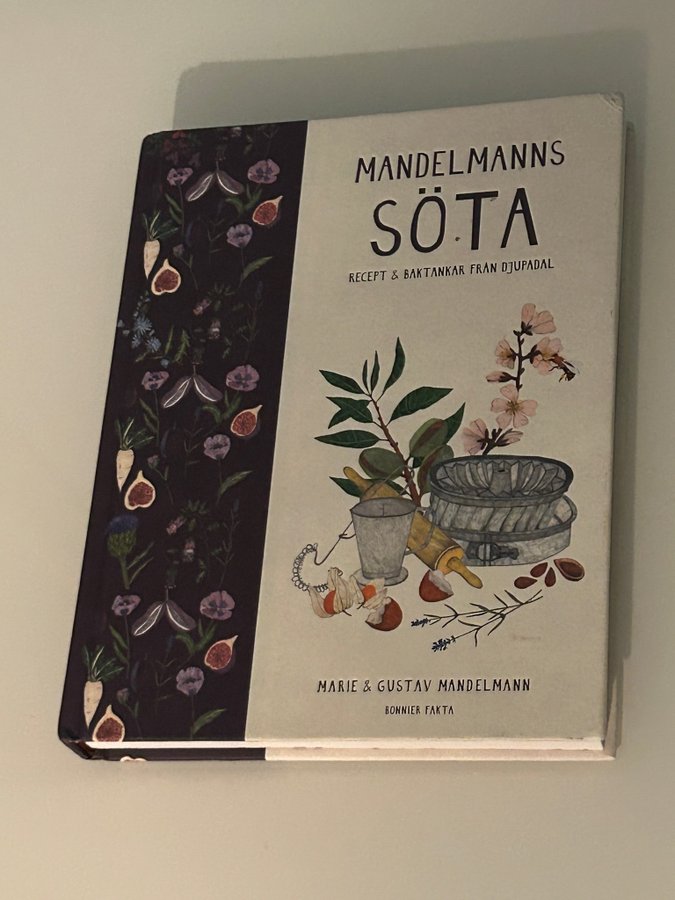 MANDELMANNS
SÖTA
RECEPT & BAKTANKAR FRÅN DJUPADAL
MARIE & GUSTAV MANDELMANN
BONNIER FAKTA